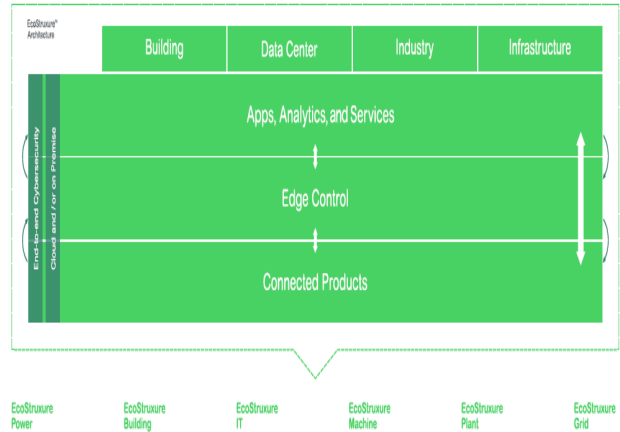 EcoStruxure™
Architecture
Building
Data Center
Industry
Infrastructure
End-to-end Cybersecurity
Cloud and/or on Premise
Apps, Analytics, and Services
Edge Control
Connected Products
EcoStruxure
Power
EcoStruxure
Building
EcoStruxure
IT
EcoStruxure
Machine
EcoStruxure
Plant
EcoStruxure
Grid